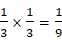 1/3 × 1/3 = 1/9